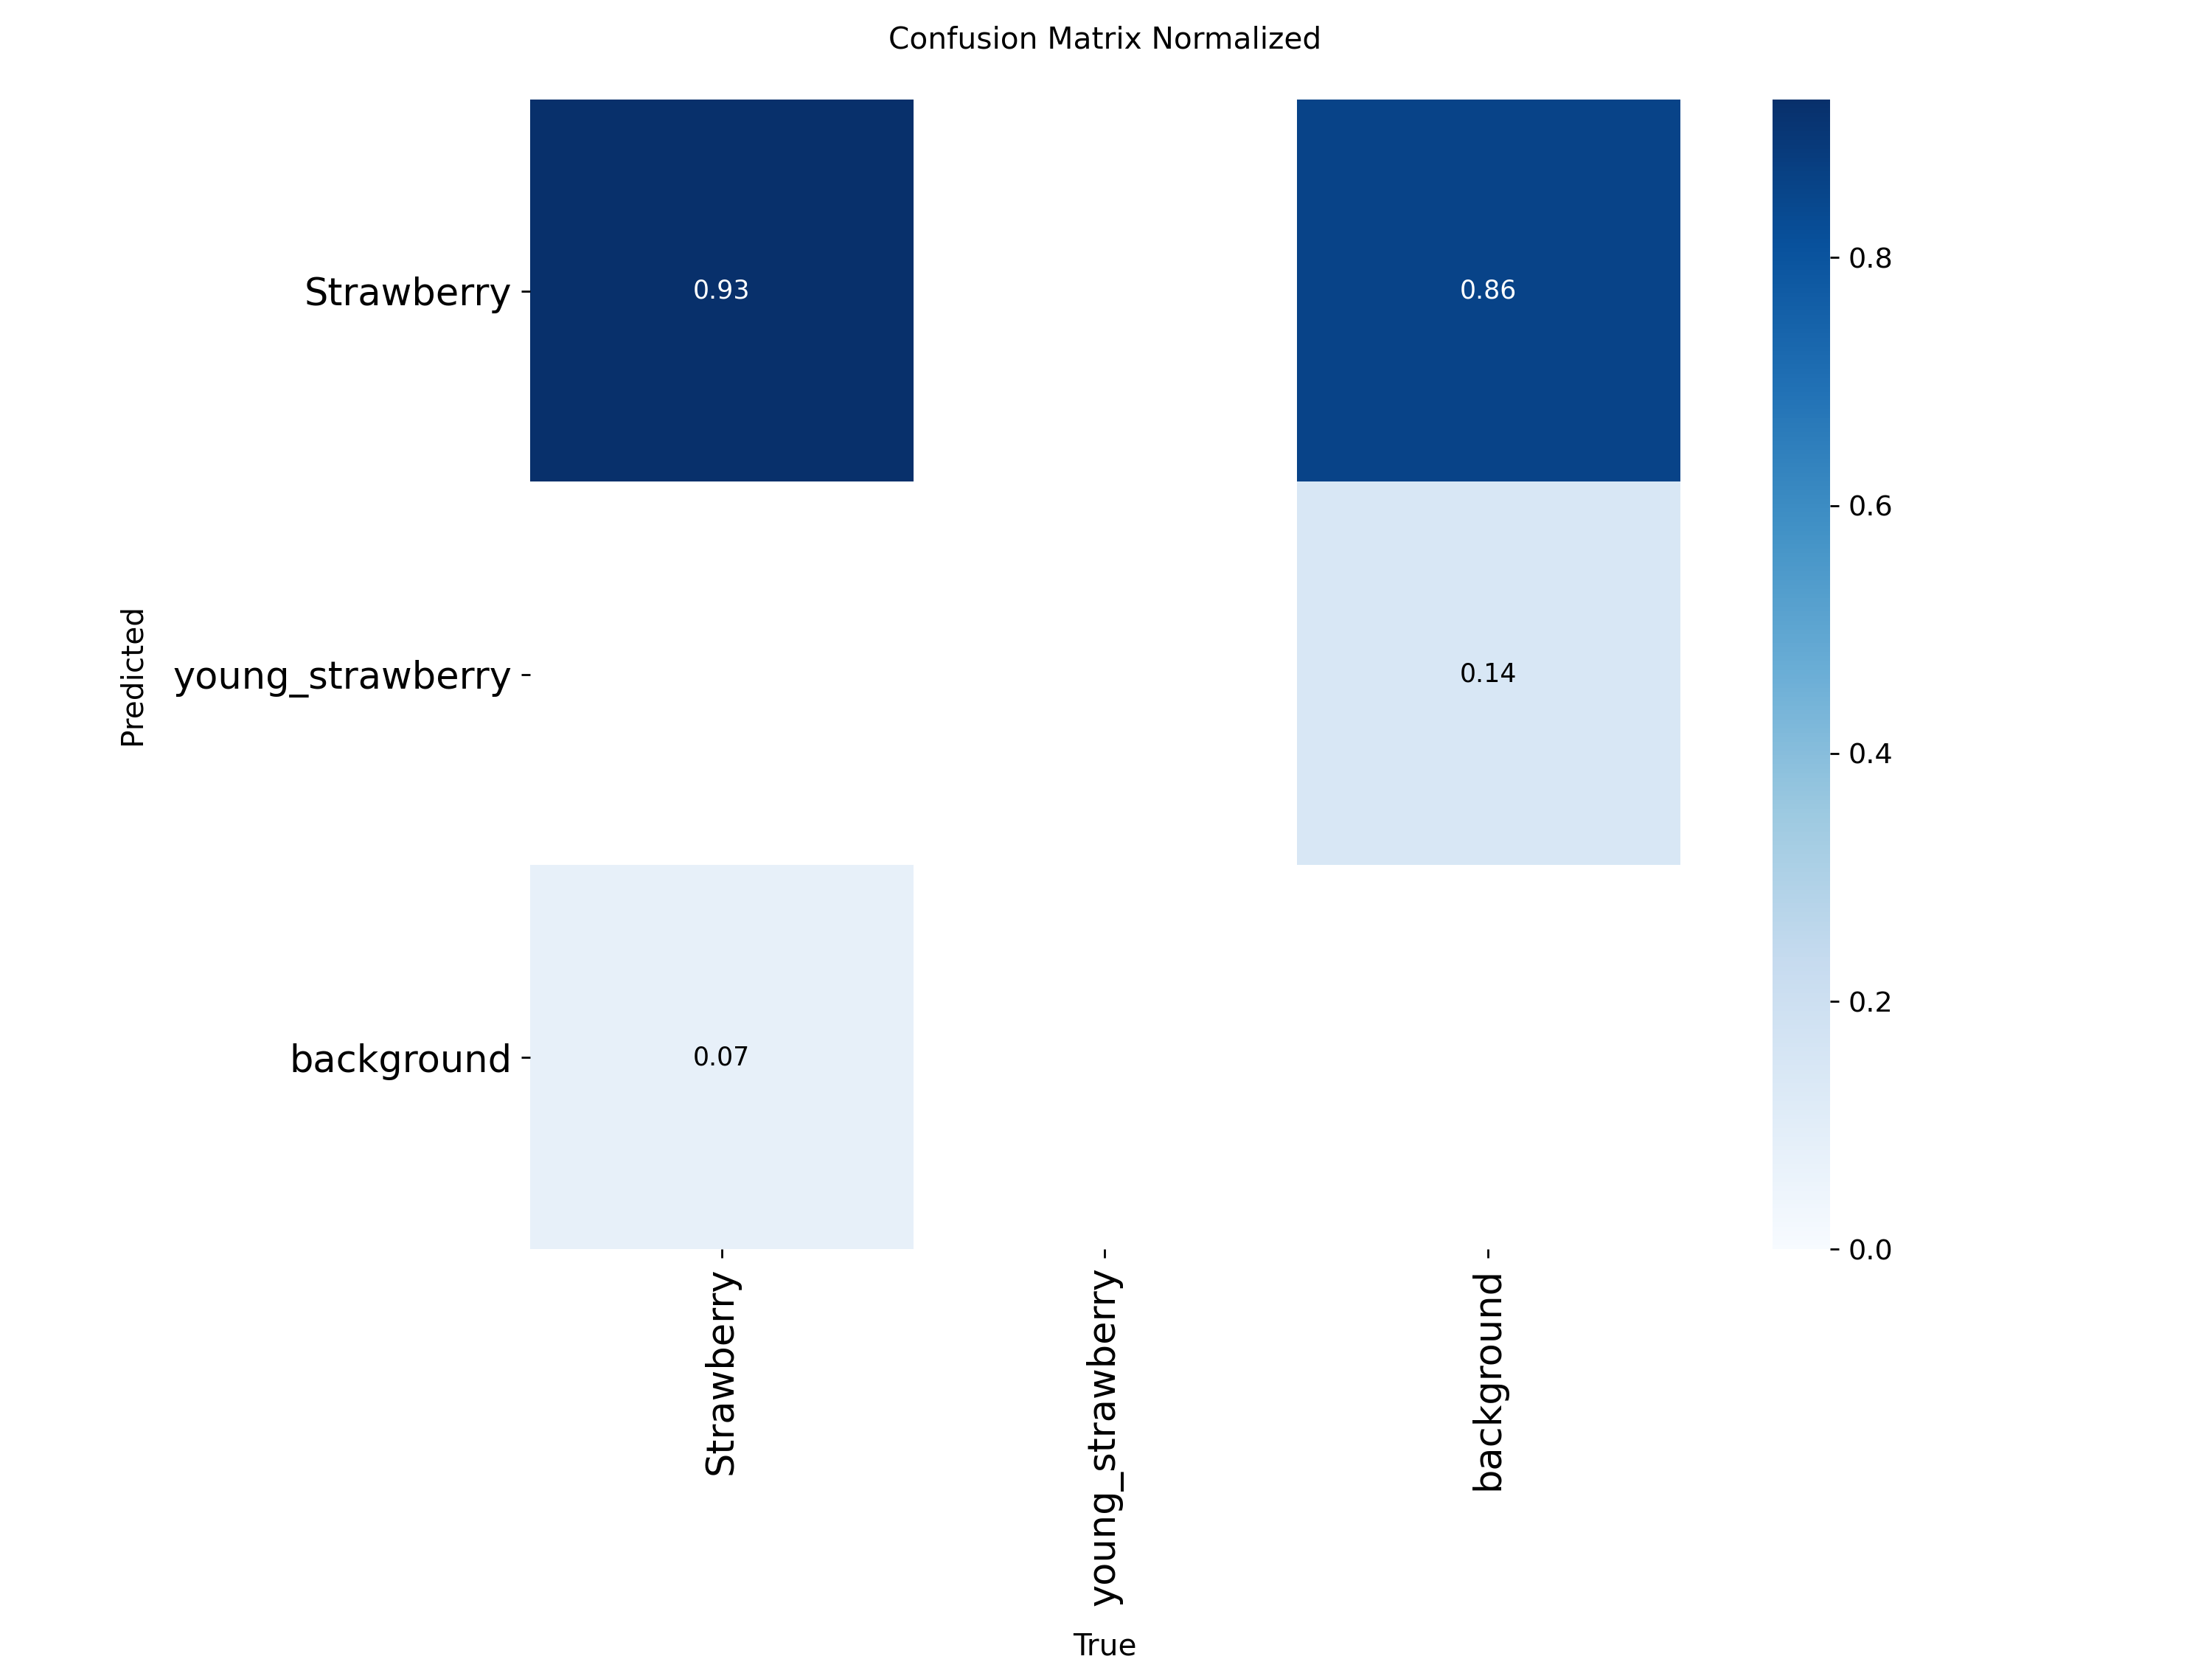 Confusion Matrix Normalized
Strawberry
0.93
0.86
0.8
0.6
Predicted
young_strawberry
0.14
0.4
0.2
background
0.07
0.0
Strawberry
young_strawberry
background
True